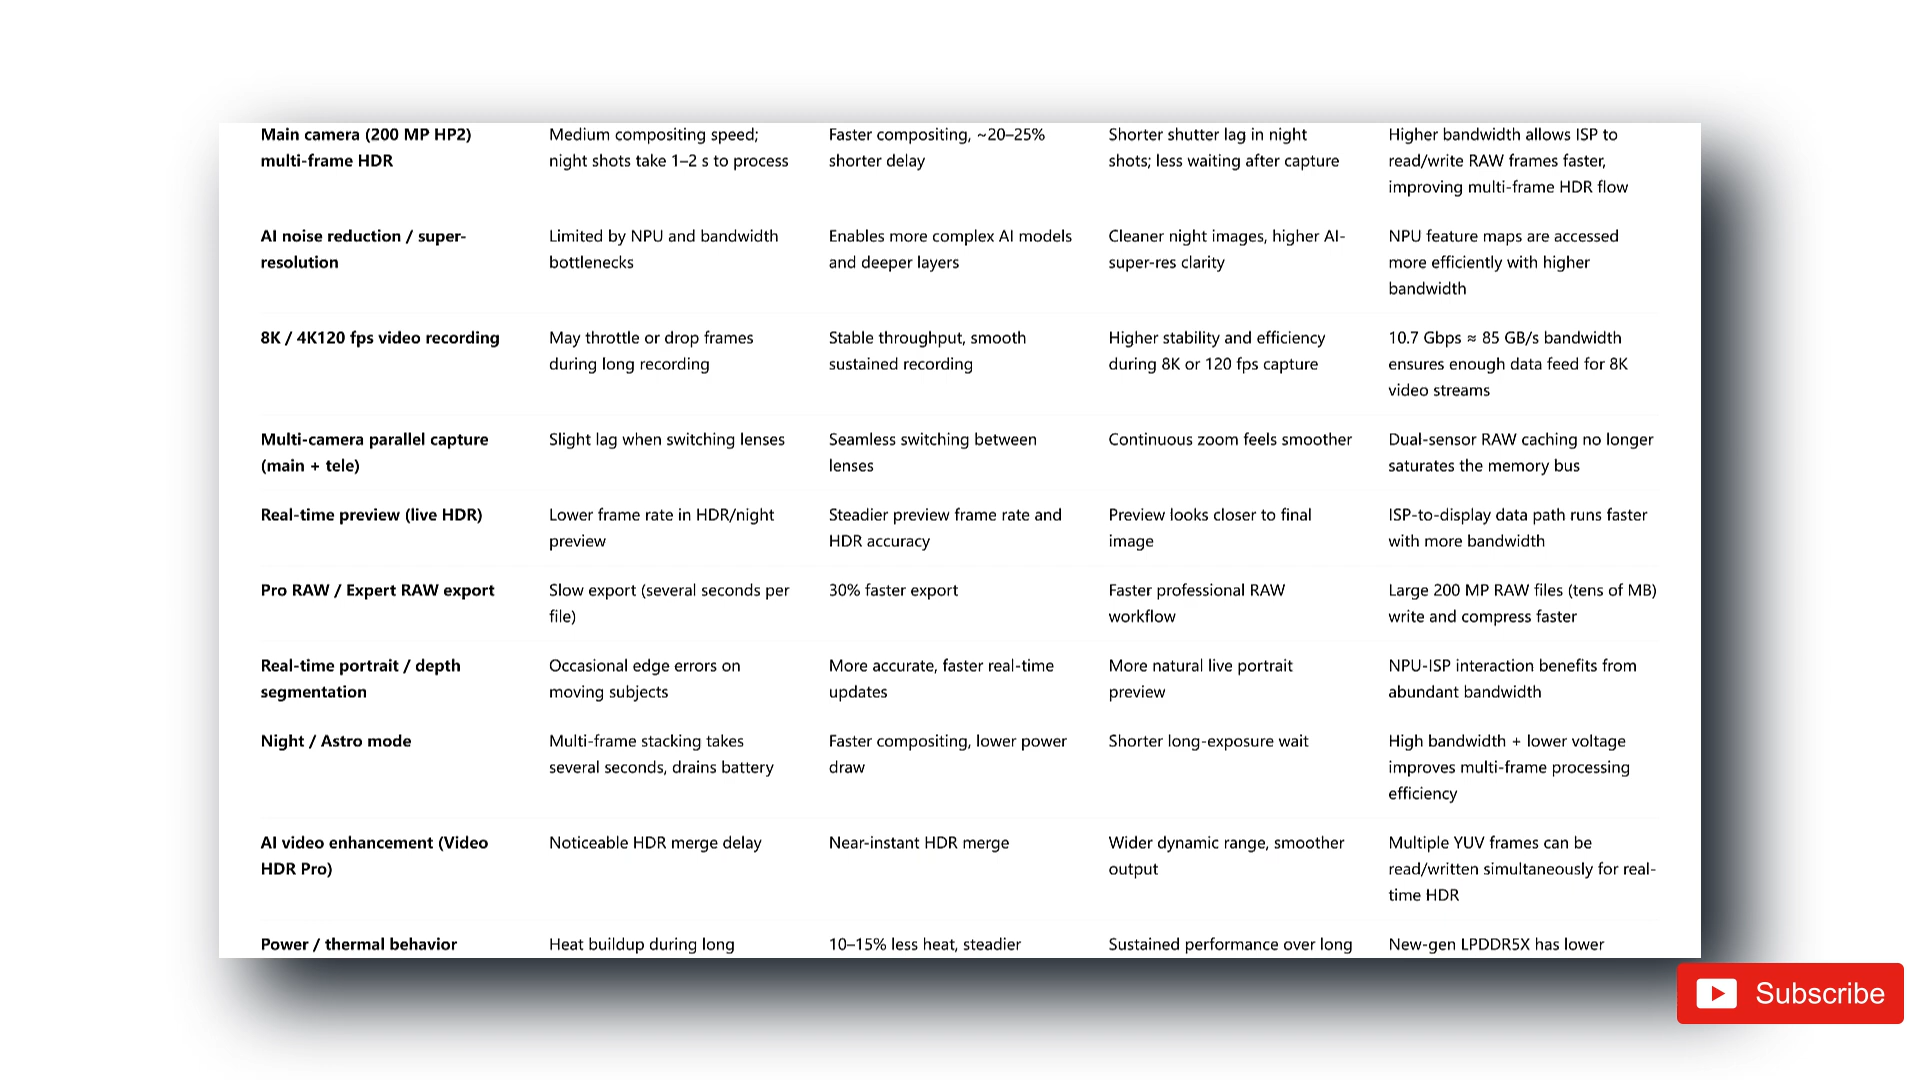 Main camera (200 MP HP2)
multi-frame HDR
Medium compositing speed;
night shots take 1–2 s to process
Faster compositing, ~20–25%
shorter delay
Shorter shutter lag in night
shots; less waiting after capture
Higher bandwidth allows ISP to
read/write RAW frames faster,
improving multi-frame HDR flow
AI noise reduction / super-
resolution
Limited by NPU and bandwidth
bottlenecks
Enables more complex AI models
and deeper layers
Cleaner night images, higher AI-
super-res clarity
NPU feature maps are accessed
more efficiently with higher
bandwidth
8K / 4K120 fps video recording
May throttle or drop frames
during long recording
Stable throughput, smooth
sustained recording
Higher stability and efficiency
during 8K or 120 fps capture
10.7 Gbps ≈ 85 GB/s bandwidth
ensures enough data feed for 8K
video streams
Multi-camera parallel capture
(main + tele)
Slight lag when switching lenses
Seamless switching between
lenses
Continuous zoom feels smoother
Dual-sensor RAW caching no longer
saturates the memory bus
Real-time preview (live HDR)
Lower frame rate in HDR/night
preview
Steadier preview frame rate and
HDR accuracy
Preview looks closer to final
image
ISP-to-display data path runs faster
with more bandwidth
Pro RAW / Expert RAW export
Slow export (several seconds per
file)
30% faster export
Faster professional RAW
workflow
Large 200 MP RAW files (tens of MB)
write and compress faster
Real-time portrait / depth
segmentation
Occasional edge errors on
moving subjects
More accurate, faster real-time
updates
More natural live portrait
preview
NPU-ISP interaction benefits from
abundant bandwidth
Night / Astro mode
Multi-frame stacking takes
several seconds, drains battery
Faster compositing, lower power
draw
Shorter long-exposure wait
High bandwidth + lower voltage
improves multi-frame processing
efficiency
AI video enhancement (Video
HDR Pro)
Noticeable HDR merge delay
Near-instant HDR merge
Wider dynamic range, smoother
output
Multiple YUV frames can be
read/written simultaneously for real-
time HDR
Power / thermal behavior
Heat buildup during long
10–15% less heat, steadier
Sustained performance over long
New-gen LPDDR5X has lower
Subscribe